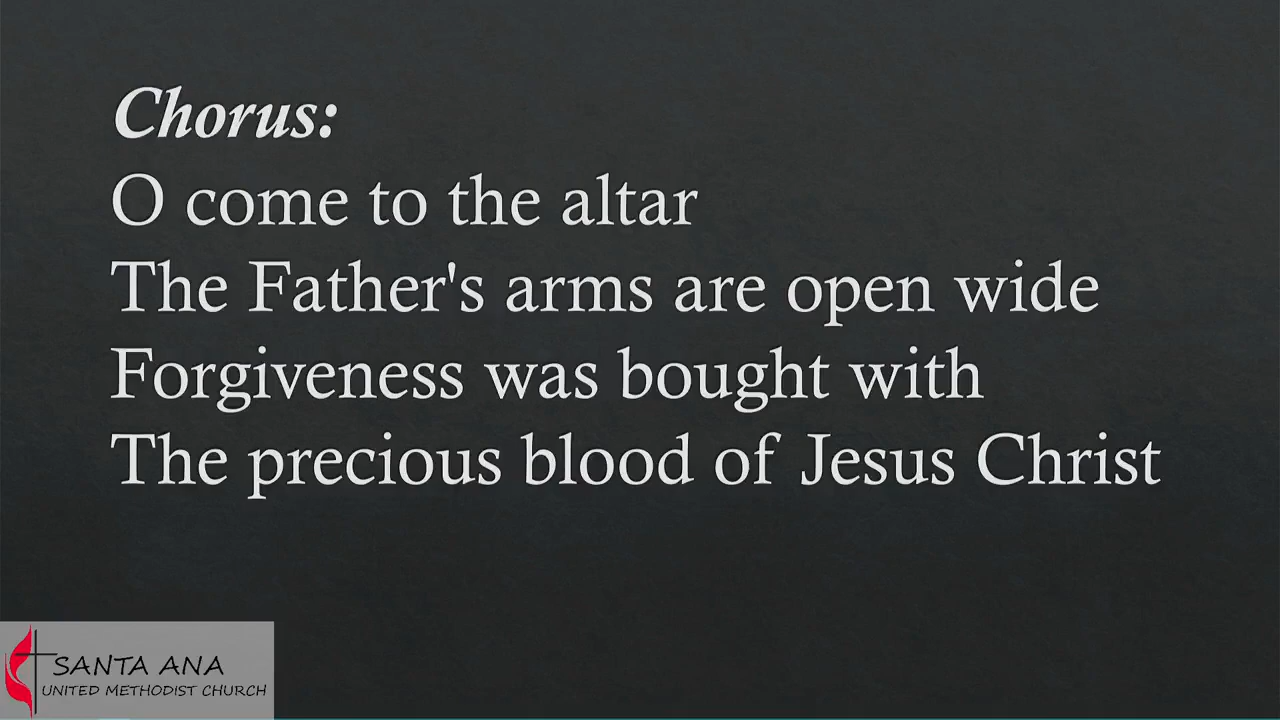 Chorus:
O come to the altar
The Father's arms are open wide
Forgiveness was bought with
The precious blood of Jesus Christ
SANTA ANA
UNITED METHODIST CHURCH